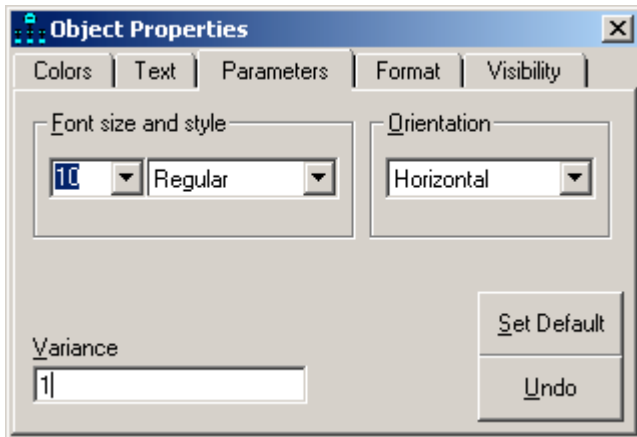 Object Properties
Colors Text Parameters Format Visibility
Font size and style Orientation
10 Regular Horizontal
Set Default
Variance
1
Undo